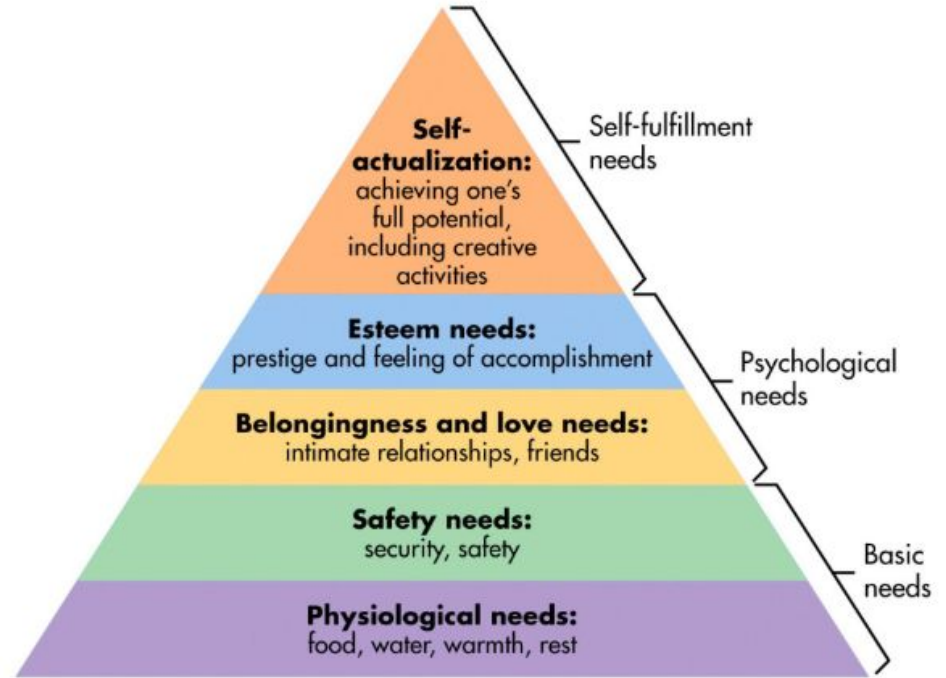 Self-
actualization:
achieving one's
full potential,
including creative
activities
Self-fulfillment
needs
Esteem needs:
prestige and feeling of accomplishment
Psychological
needs
Belongingness and love needs:
intimate relationships, friends
Safety needs:
security, safety
Basic
needs
Physiological needs:
food, water, warmth, rest